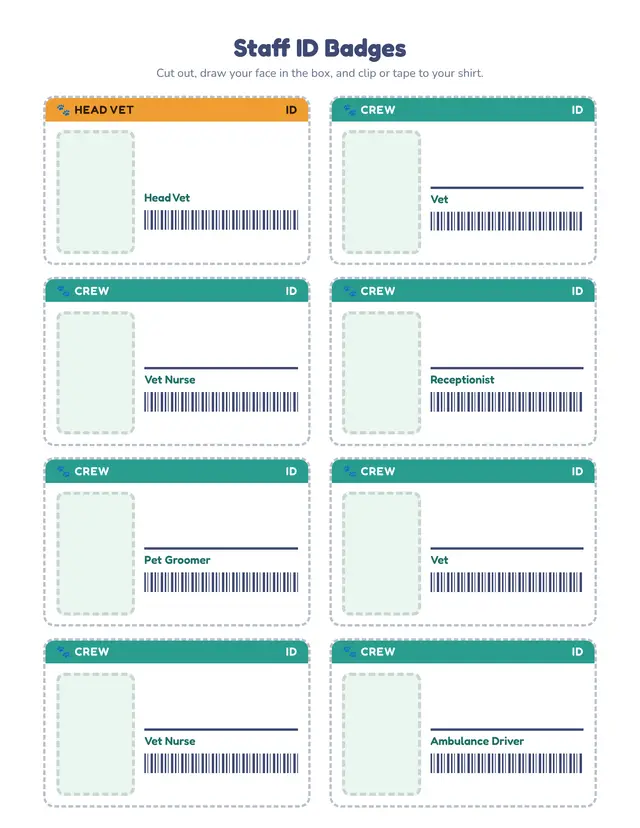 Staff ID Badges
Cut out, draw your face in the box, and clip or tape to your shirt.
HEAD VET ID
Head Vet
CREW ID
Vet
CREW ID
Vet Nurse
CREW ID
Receptionist
CREW ID
Pet Groomer
CREW ID
Vet
CREW ID
Vet Nurse
CREW ID
Ambulance Driver